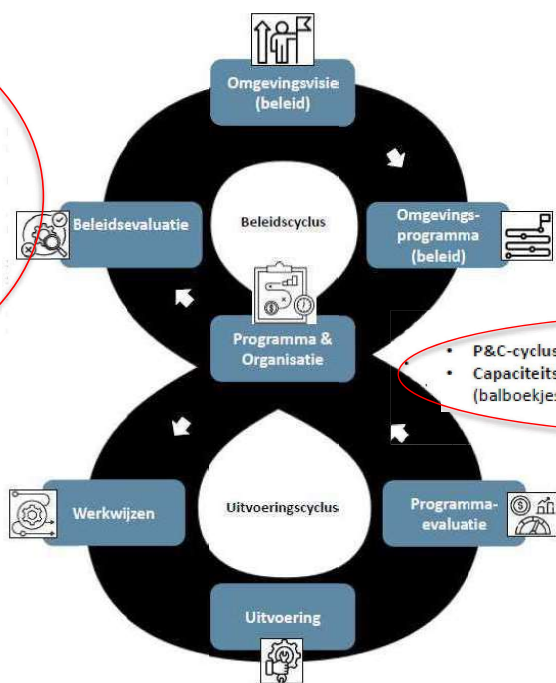 Omgevingsvisie
(beleid)
Beleidsevaluatie
Beleidscyclus
Omgevings-
programma
(beleid)
Programma &
Organisatie
• P&C-cyclus
• Capaciteits
(balboekjes
Werkwijzen
Uitvoeringscyclus
Programma-
evaluatie
Uitvoering